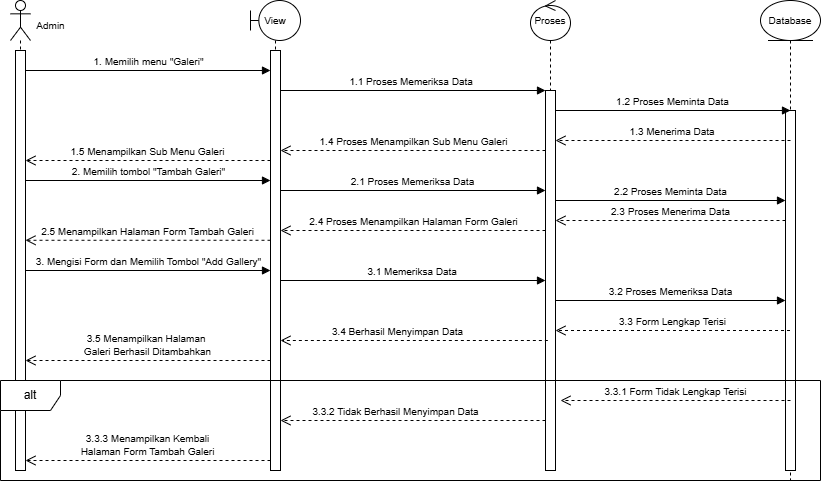 Admin
View
Proses
Database
1. Memilih menu "Galeri"
1.1 Proses Memeriksa Data
1.2 Proses Meminta Data
1.3 Menerima Data
1.4 Proses Menampilkan Sub Menu Galeri
1.5 Menampilkan Sub Menu Galeri
2. Memilih tombol "Tambah Galeri"
2.1 Proses Memeriksa Data
2.2 Proses Meminta Data
2.3 Proses Menerima Data
2.4 Proses Menampilkan Halaman Form Galeri
2.5 Menampilkan Halaman Form Tambah Galeri
3. Mengisi Form dan Memilih Tombol "Add Gallery"
3.1 Memeriksa Data
3.2 Proses Memeriksa Data
3.3 Form Lengkap Terisi
3.4 Berhasil Menyimpan Data
3.5 Menampilkan Halaman
Galeri Berhasil Ditambahkan
alt
3.3.1 Form Tidak Lengkap Terisi
3.3.2 Tidak Berhasil Menyimpan Data
3.3.3 Menampilkan Kembali
Halaman Form Tambah Galeri